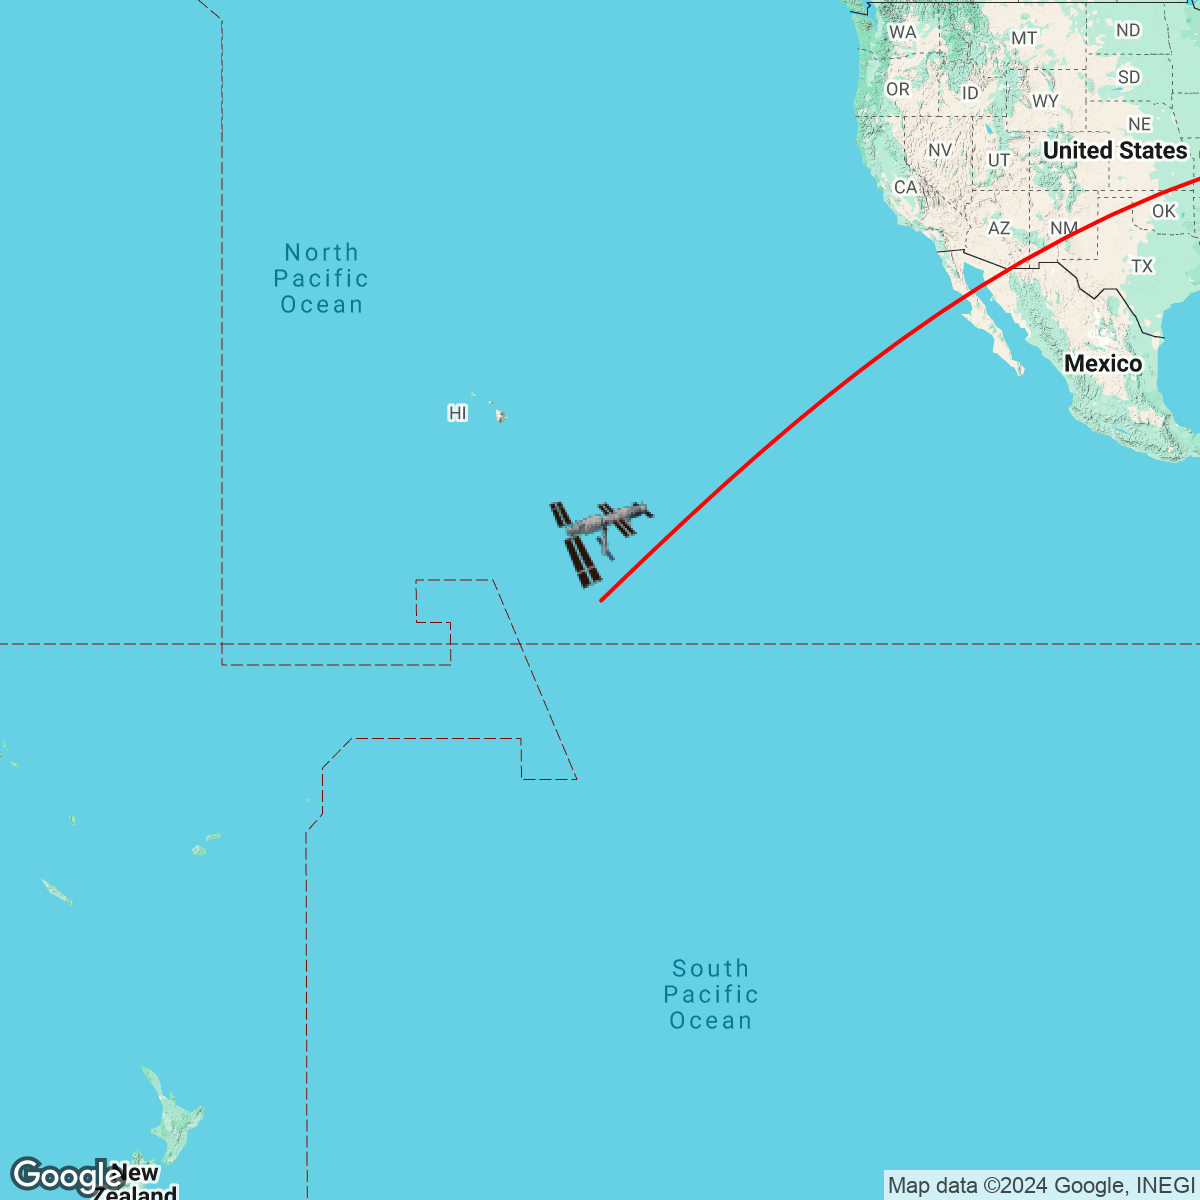 WA
MT
ND
OR
ID
SD
WY
NE
NV
UT
United States
CA
OK
AZ
NM
North
Pacific
Ocean
TX
Mexico
HI
South
Pacific
Ocean
Google
New
Zealand
Map data ©2024 Google, INEGI